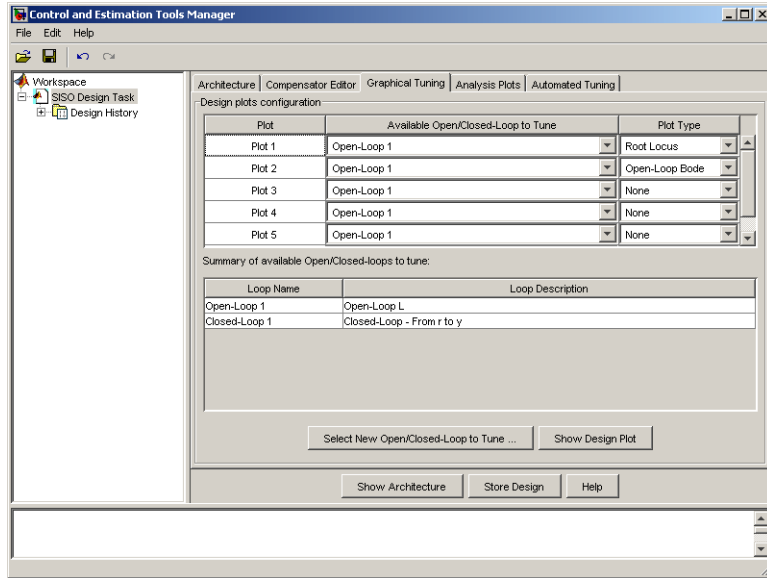 Control and Estimation Tools Manager
File Edit Help
Workspace
SISO Design Task
Design History
Architecture Compensator Editor Graphical Tuning Analysis Plots Automated Tuning
Design plots configuration
Plot Available Open/Closed-Loop to Tune Plot Type
Plot 1 Open-Loop 1 Root Locus
Plot 2 Open-Loop 1 Open-Loop Bode
Plot 3 Open-Loop 1 None
Plot 4 Open-Loop 1 None
Plot 5 Open-Loop 1 None
Summary of available Open/Closed-loops to tune:
Loop Name Loop Description
Open-Loop 1 Open-Loop L
Closed-Loop 1 Closed-Loop - From r to y
Select New Open/Closed-Loop to Tune ... Show Design Plot
Show Architecture Store Design Help